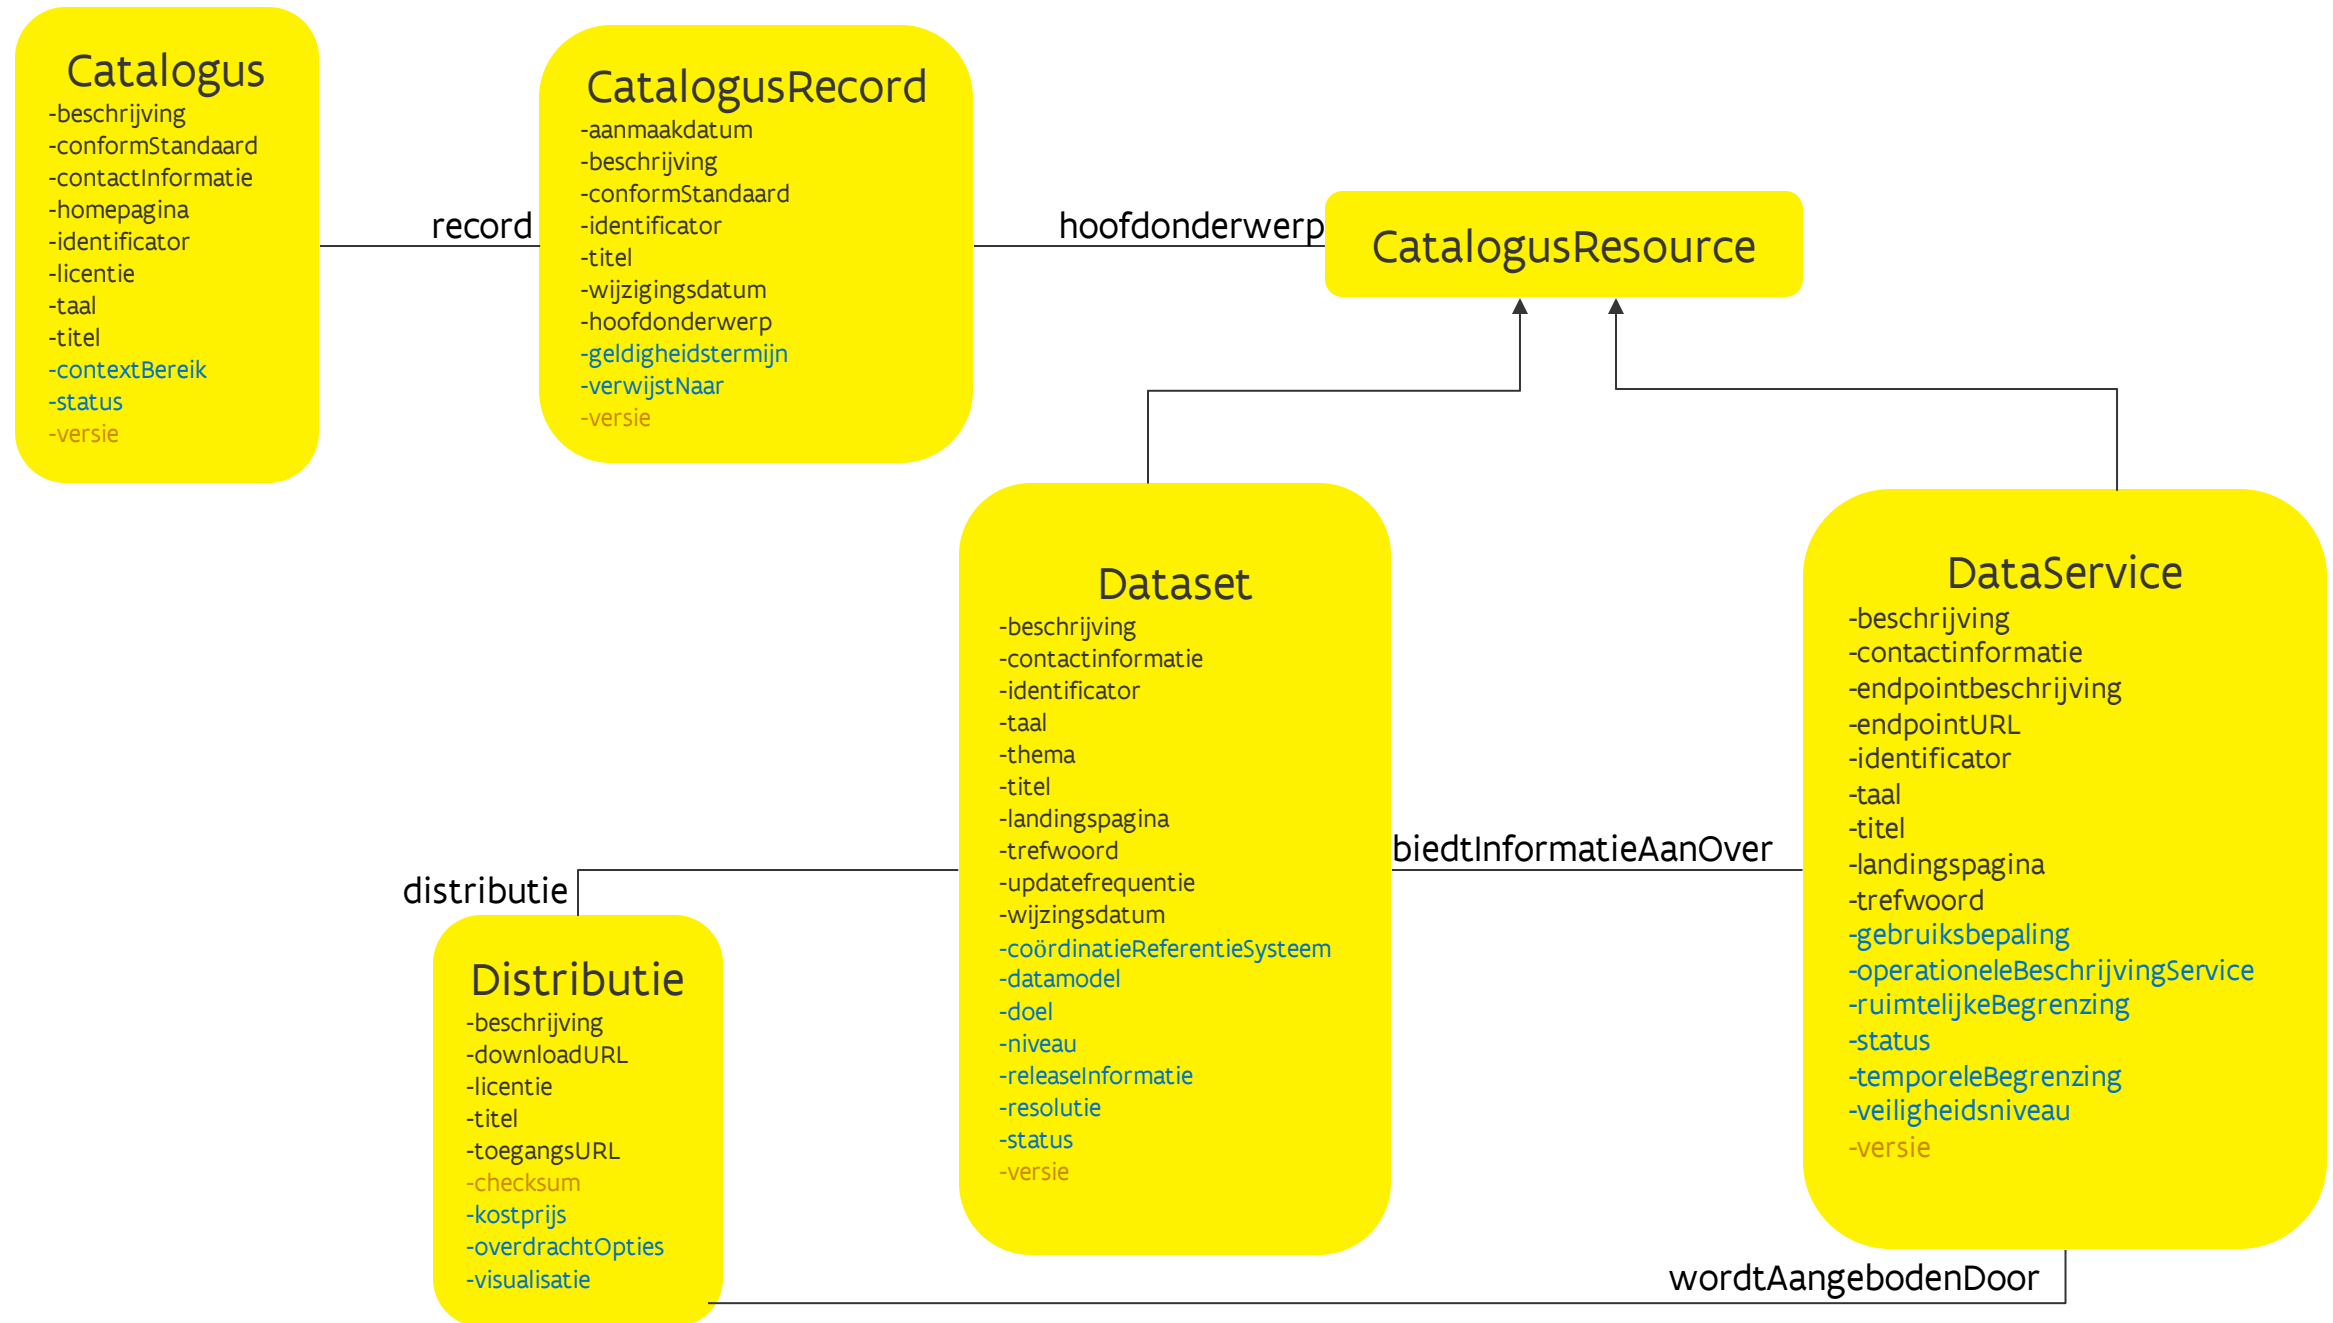 Catalogus
-beschrijving
-conformStandaard
-contactInformatie
-homepagina
-identificator
-licentie
-taal
-titel
-contextBereik
-status
-versie
record
CatalogusRecord
-aanmaakdatum
-beschrijving
-conformStandaard
-identificator
-titel
-wijzigingsdatum
-hoofdonderwerp
-geldigheidstermijn
-verwijstNaar
-versie
hoofdonderwerp
CatalogusResource
Dataset
-beschrijving
-contactinformatie
-identificator
-taal
-thema
-titel
-landingspagina
-trefwoord
-updatefrequentie
-wijzingsdatum
-coördinatieReferentieSysteem
-datamodel
-doel
-niveau
-releaseInformatie
-resolutie
-status
-versie
biedtInformatieAanOver
DataService
-beschrijving
-contactinformatie
-endpointbeschrijving
-endpointURL
-identificator
-taal
-titel
-landingspagina
-trefwoord
-gebruiksbepaling
-operationeleBeschrijvingService
-ruimtelijkeBegrenzing
-status
-temporeleBegrenzing
-veiligheidsniveau
-versie
distributie
Distributie
-beschrijving
-downloadURL
-licentie
-titel
-toegangsURL
-checksum
-kostprijs
-overdrachtOpties
-visualisatie
wordtAangebodenDoor